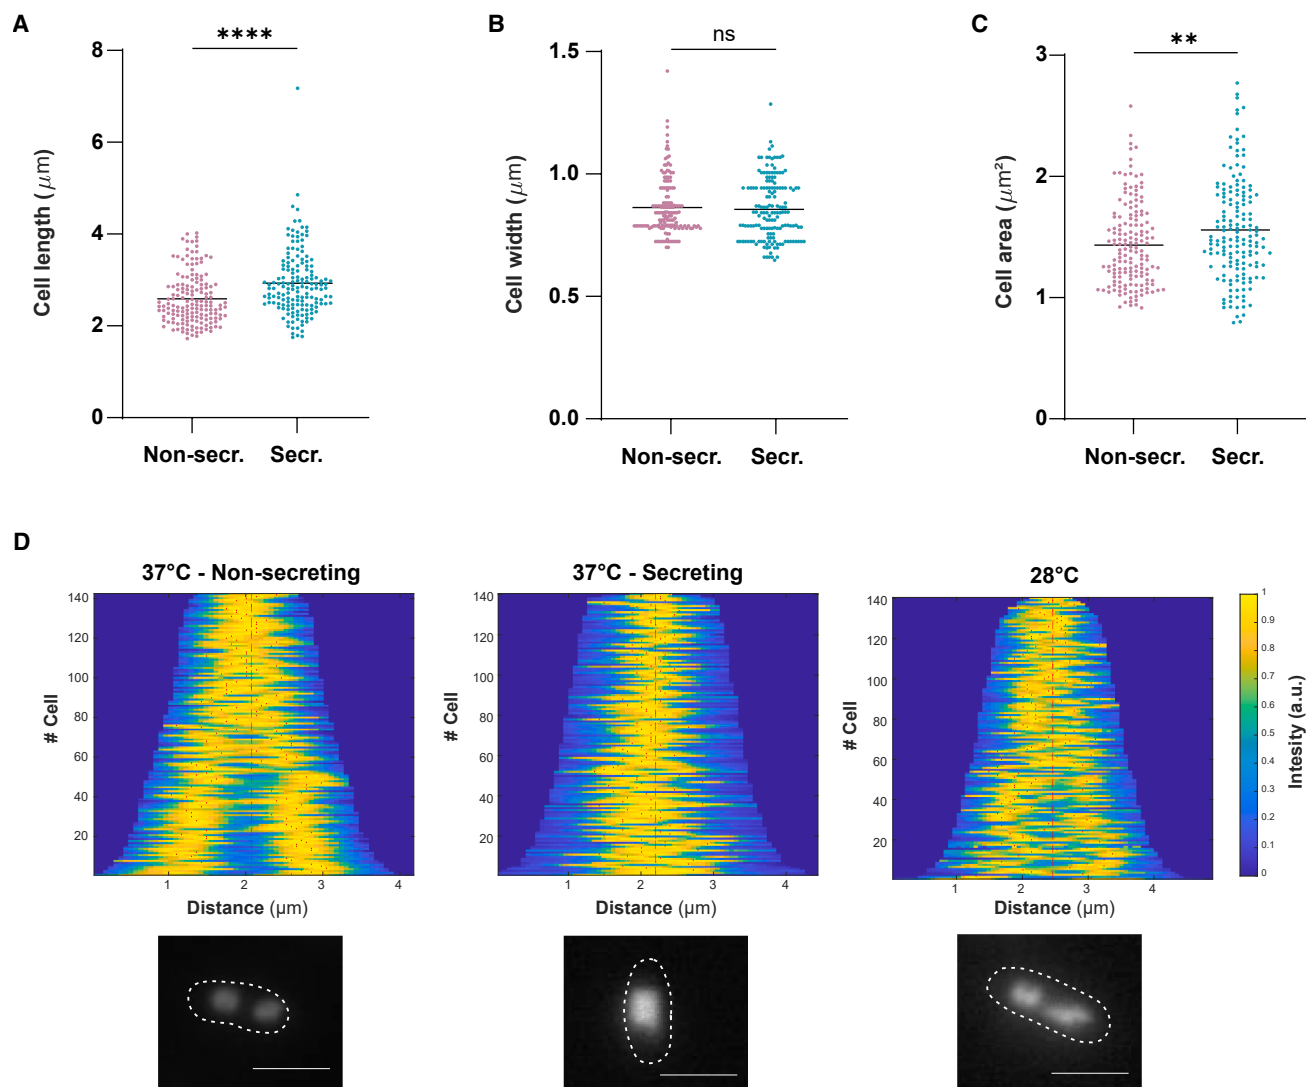 A
****
8
6
4
2
0
Cell length (μm)
Non-secr. Secr.
B
ns
1.5
1.0
0.5
0.0
Cell width (μm)
Non-secr. Secr.
C
**
3
2
1
0
Cell area (μm²)
Non-secr. Secr.
D
37°C - Non-secreting
140
120
100
80
60
40
20
# Cell
1 2 3 4
Distance (μm)
37°C - Secreting
140
120
100
80
60
40
20
# Cell
1 2 3 4
Distance (μm)
28°C
140
120
100
80
60
40
20
# Cell
1 2 3 4
Distance (μm)
1
0.9
0.8
0.7
0.6
0.5
0.4
0.3
0.2
0.1
0
Intesity (a.u.)